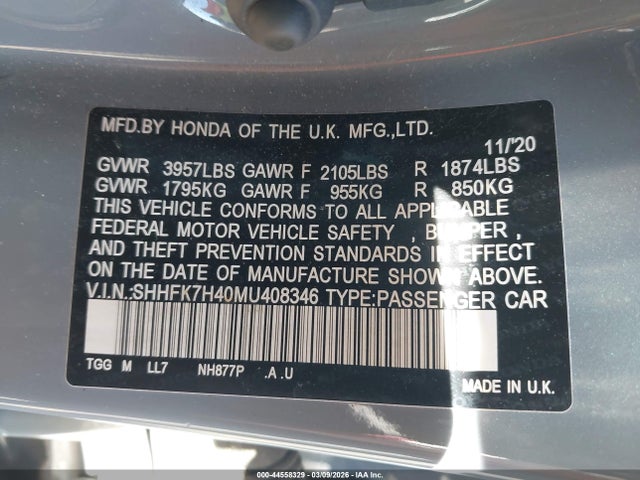 MFD.BY HONDA OF THE U.K. MFG.,LTD.
11/'20
GVWR 3957LBS GAWR F 2105LBS R 1874LBS
GVWR 1795KG GAWR F 955KG R 850KG
THIS VEHICLE CONFORMS TO ALL APPLICABLE
FEDERAL MOTOR VEHICLE SAFETY , BUMPER ,
AND THEFT PREVENTION STANDARDS IN EFFECT
ON THE DATE OF MANUFACTURE SHOWN ABOVE.
V.I.N.:SHHFK7H40MU408346 TYPE:PASSENGER CAR
TGG M LL7 NH877P .A.U
MADE IN U.K.
000-44558329 | 03/09/2026 | IAA, Inc.